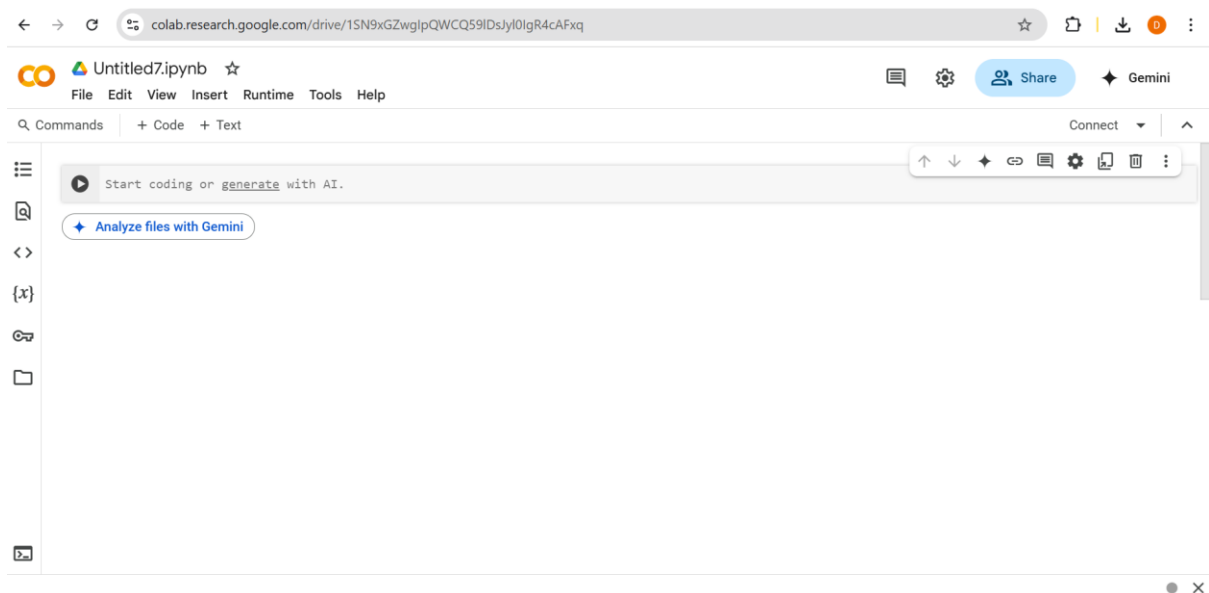 colab.research.google.com/drive/1SN9xGZwgIpQWCQ59lDsJyl0IgR4cAFxq
D
CO
Untitled7.ipynb
File Edit View Insert Runtime Tools Help
Share
Gemini
Commands + Code + Text
Connect
Start coding or generate with AI.
Analyze files with Gemini
{x}